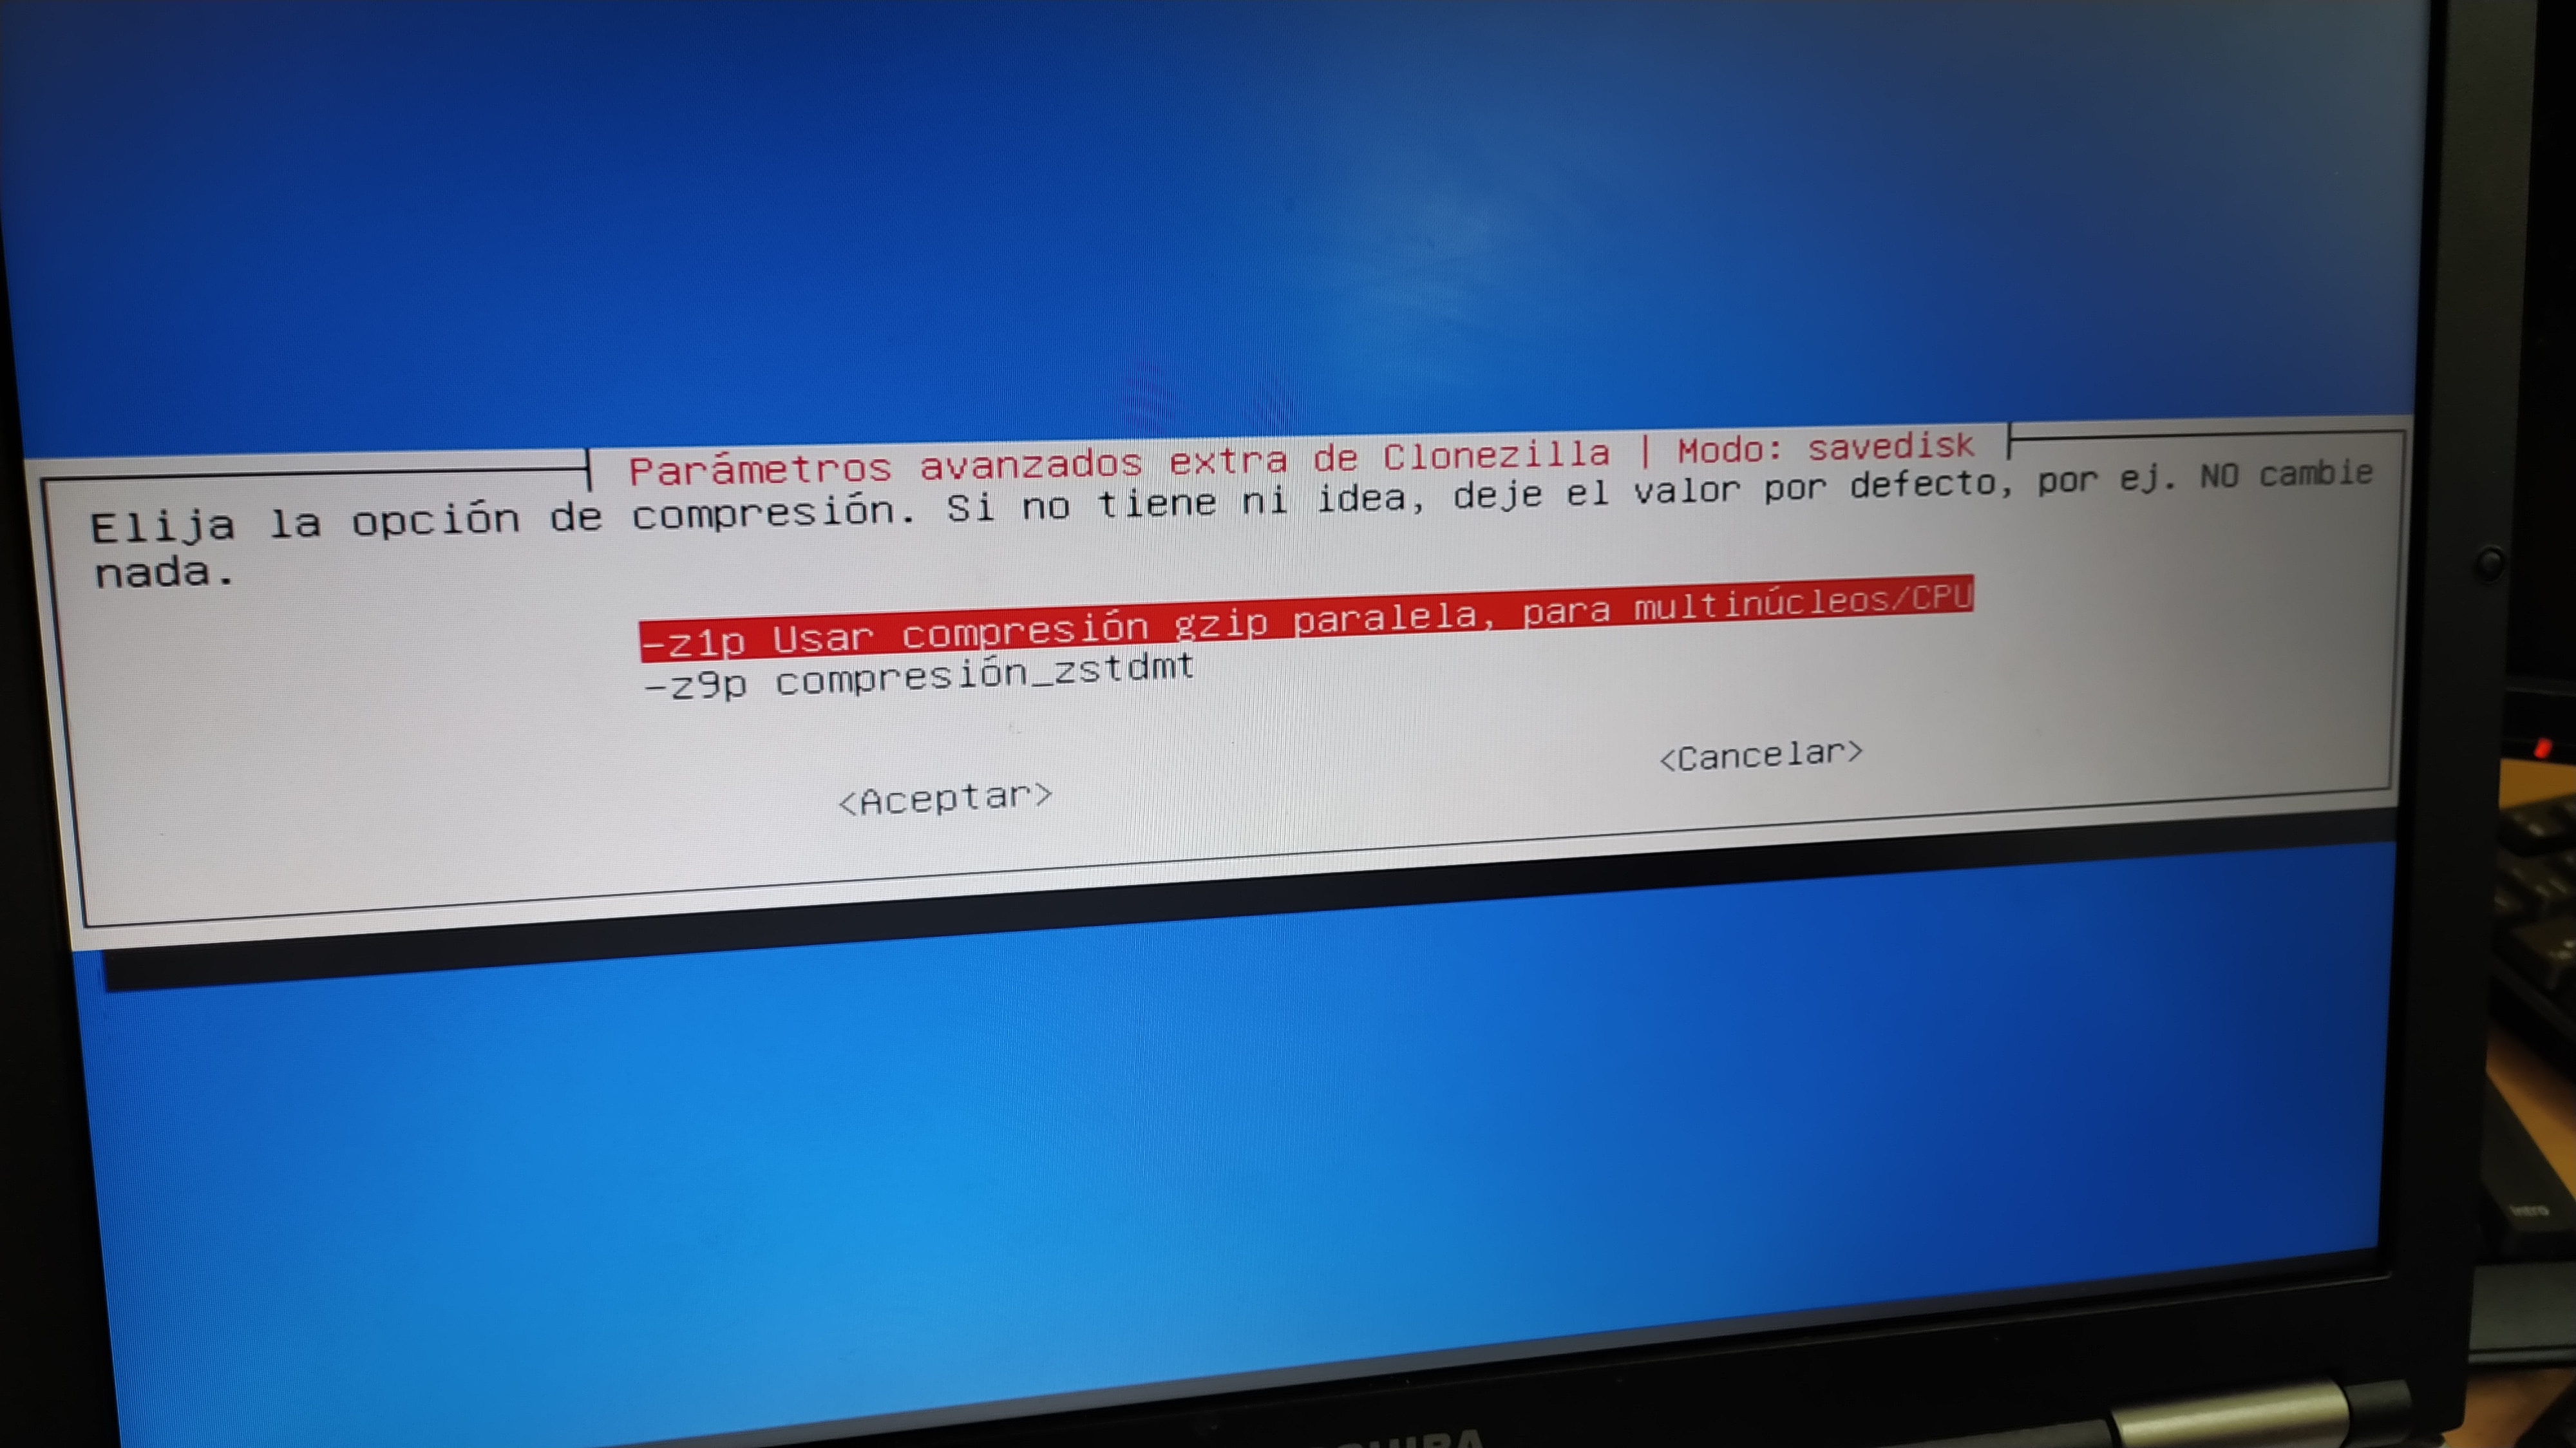 Parámetros avanzados extra de Clonezilla | Modo: savedisk
Elija la opción de compresión. Si no tiene ni idea, deje el valor por defecto, por ej. NO cambie
nada.
-z1p Usar compresión gzip paralela, para multinúcleos/CPU
-z9p compresión_zstdmt
<Aceptar> <Cancelar>
Intro